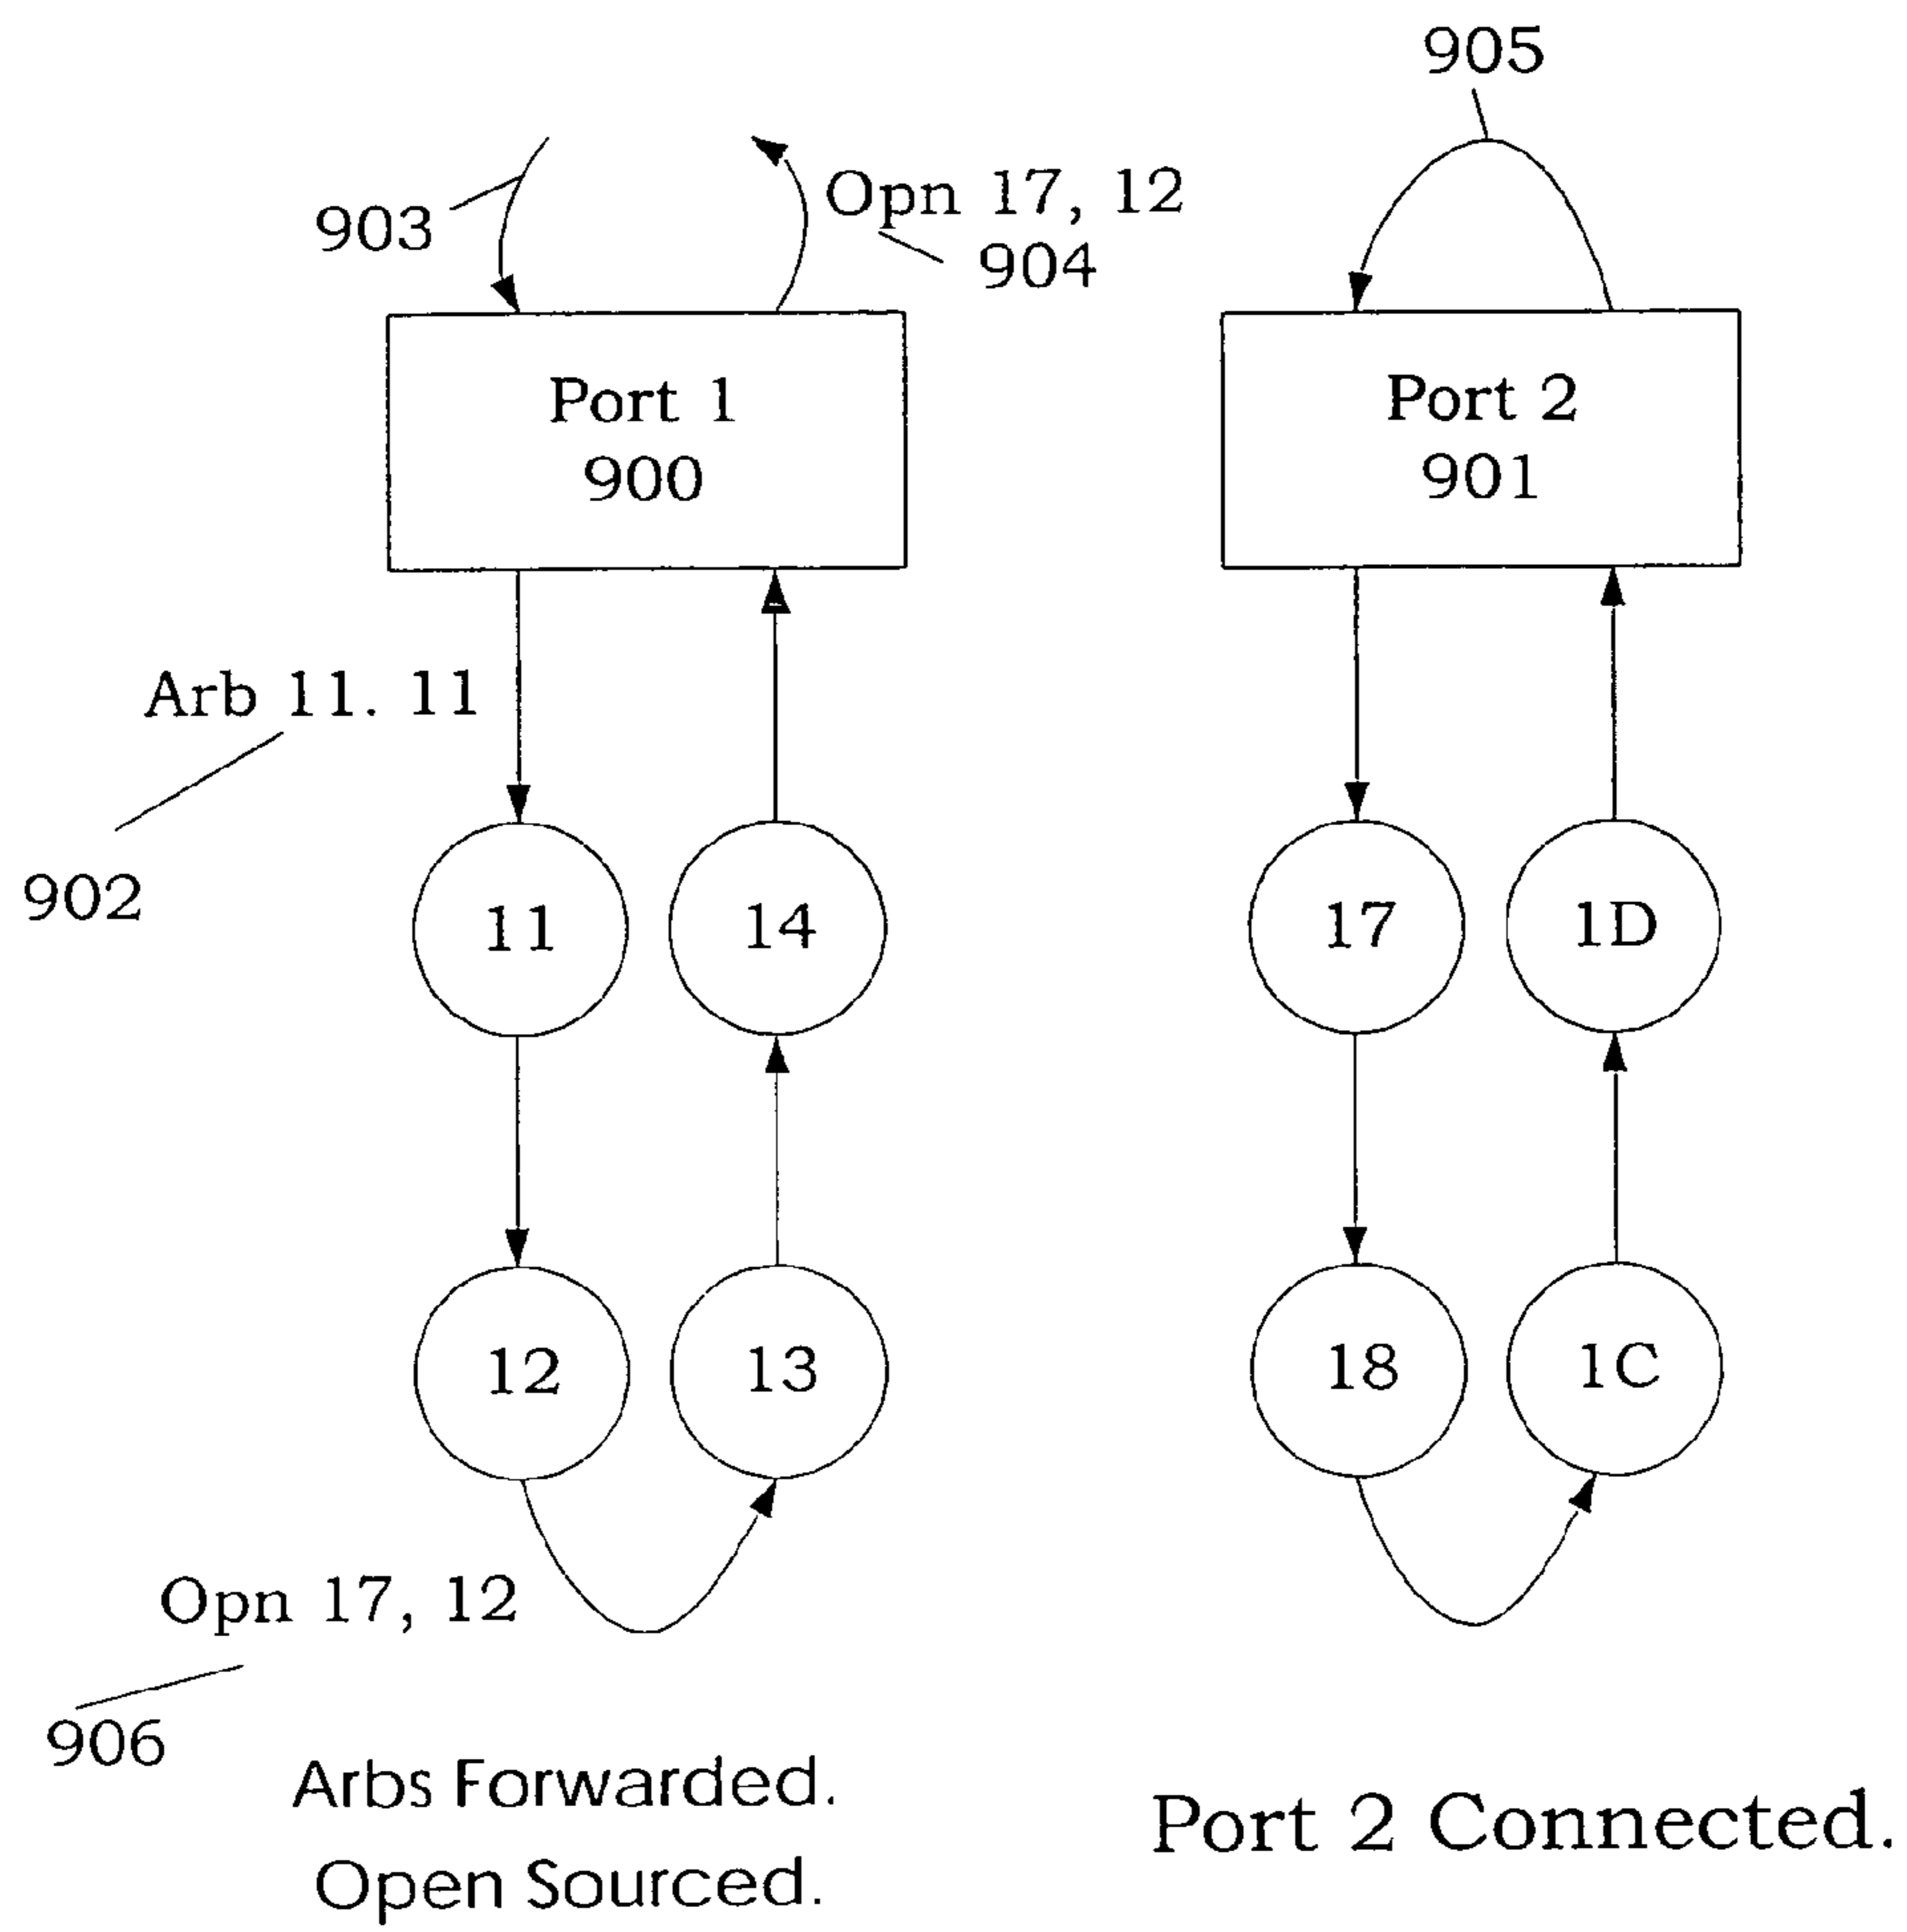 905
903
Opn 17, 12
904
Port 1
900
Port 2
901
Arb 11. 11
902
11
14
17
1D
12
13
18
1C
Opn 17, 12
906
Arbs Forwarded.
Open Sourced.
Port 2 Connected.